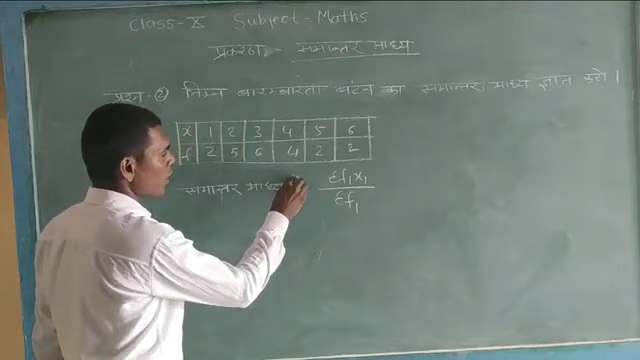 Class-X Subject-Maths
प्रकरण:- समान्तर माध्य
प्रश्न-② निम्न बारम्बारता बंटन का समान्तर माध्य ज्ञात करो।
x 1 2 3 4 5 6
f 2 5 6 4 2 2
समान्तर माध्य Σf₁x₁
Σf₁